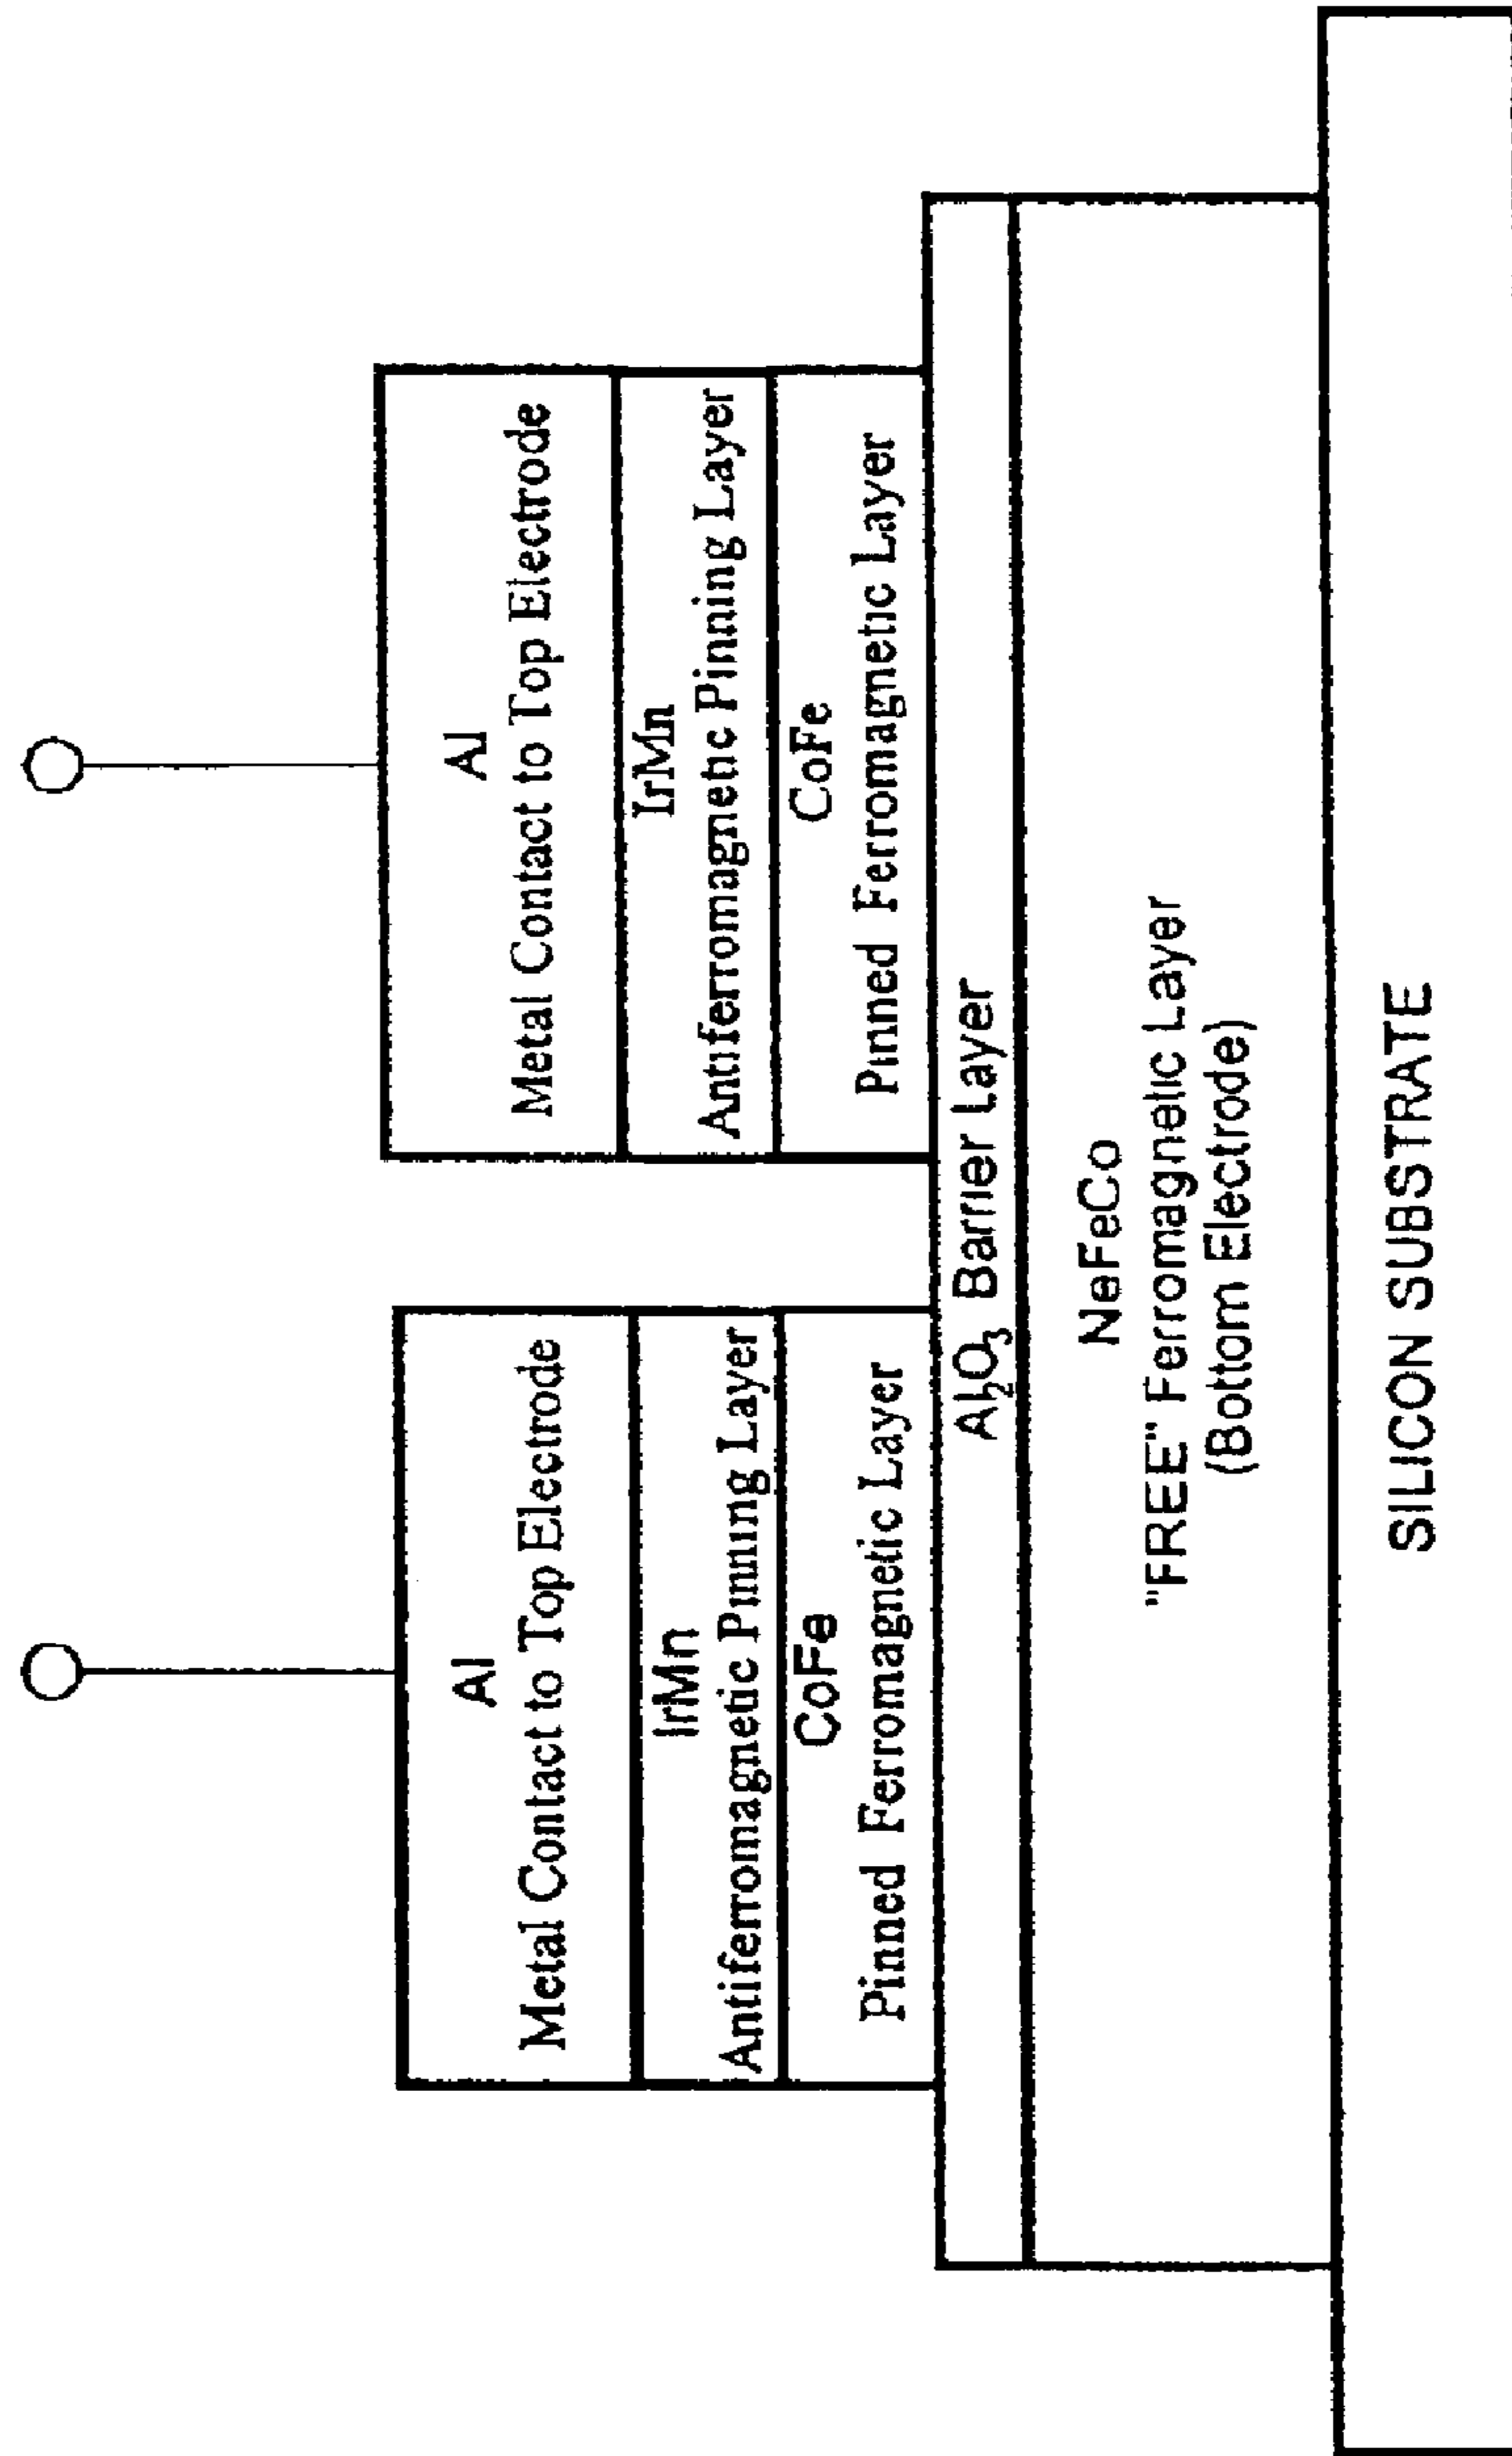 Al
Metal Contact to Top Electrode
IrMn
Antiferromagnetic Pinning Layer
CoFe
Pinned Ferromagnetic Layer
Al
Metal Contact to Top Electrode
IrMn
Antiferromagnetic Pinning Layer
CoFe
Pinned Ferromagnetic Layer
Al₂O₃ Barrier Layer
NeFeCo
"FREE" Ferromagnetic Layer
(Bottom Electrode)
SILICON SUBSTRATE